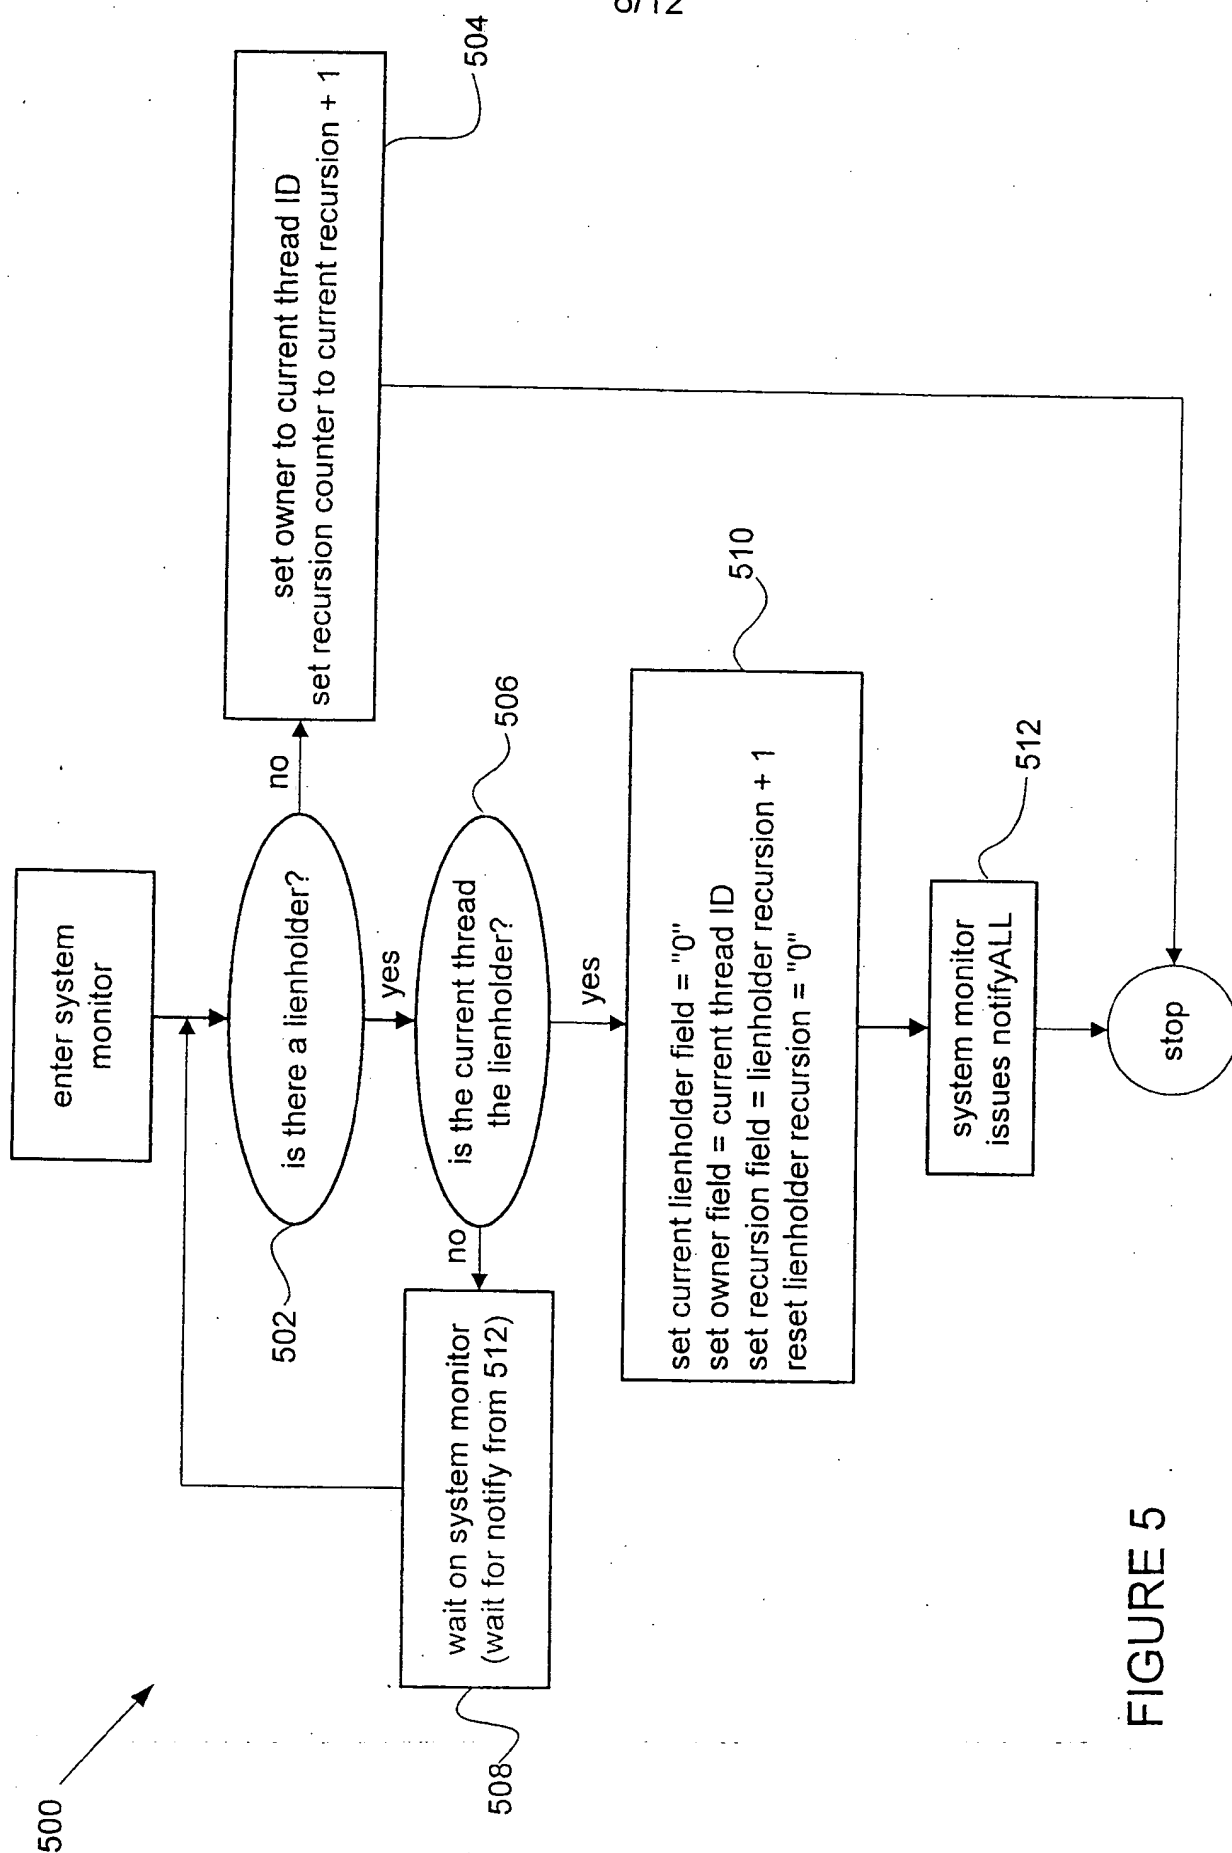 500
enter system
monitor
502
is there a lienholder?
no
set owner to current thread ID
set recursion counter to current recursion + 1
504
yes
is the current thread
the lienholder?
506
no
wait on system monitor
(wait for notify from 512)
508
yes
set current lienholder field = "0"
set owner field = current thread ID
set recursion field = lienholder recursion + 1
reset lienholder recursion = "0"
510
system monitor
issues notifyALL
512
stop
FIGURE 5